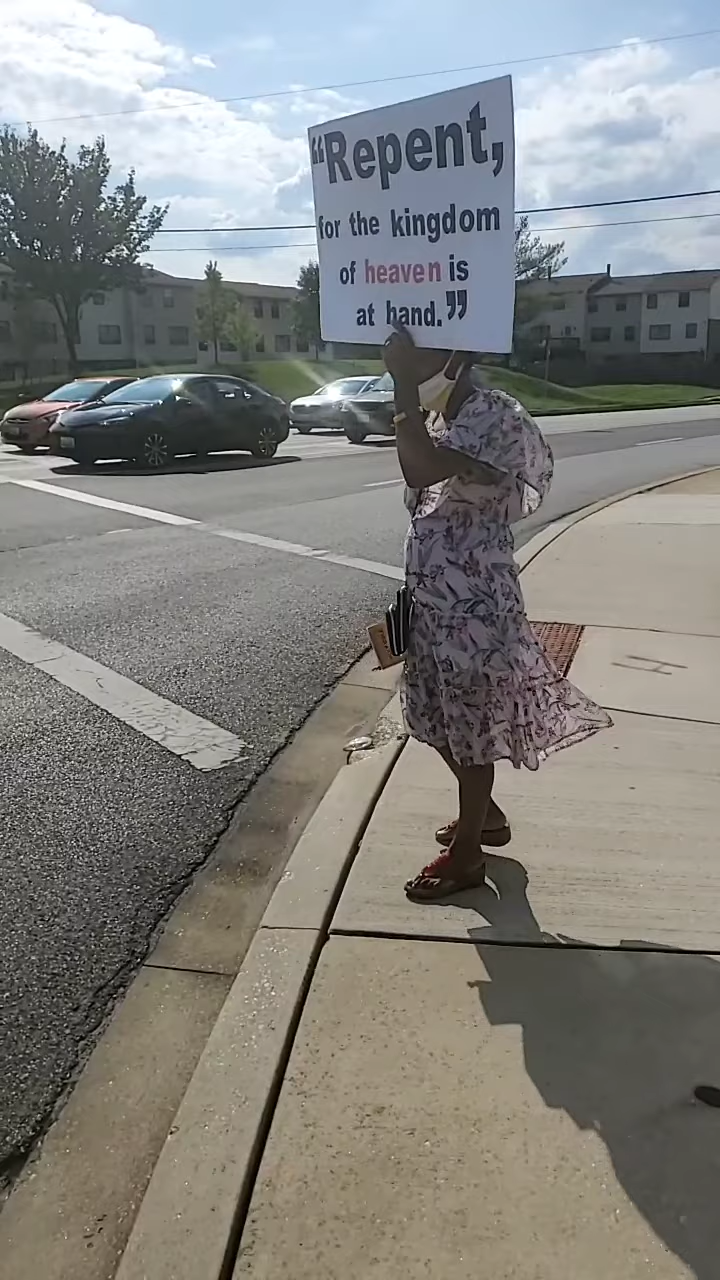 “Repent,
for the kingdom
of heaven is
at hand.”